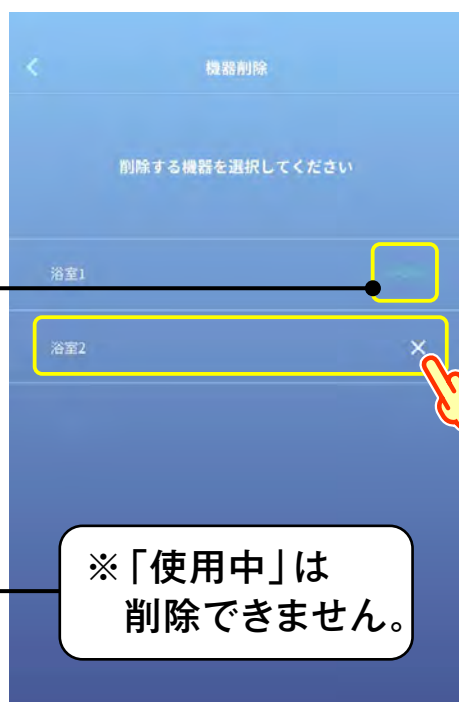 機器削除
削除する機器を選択してください
浴室1
浴室2
※「使用中」は
削除できません。